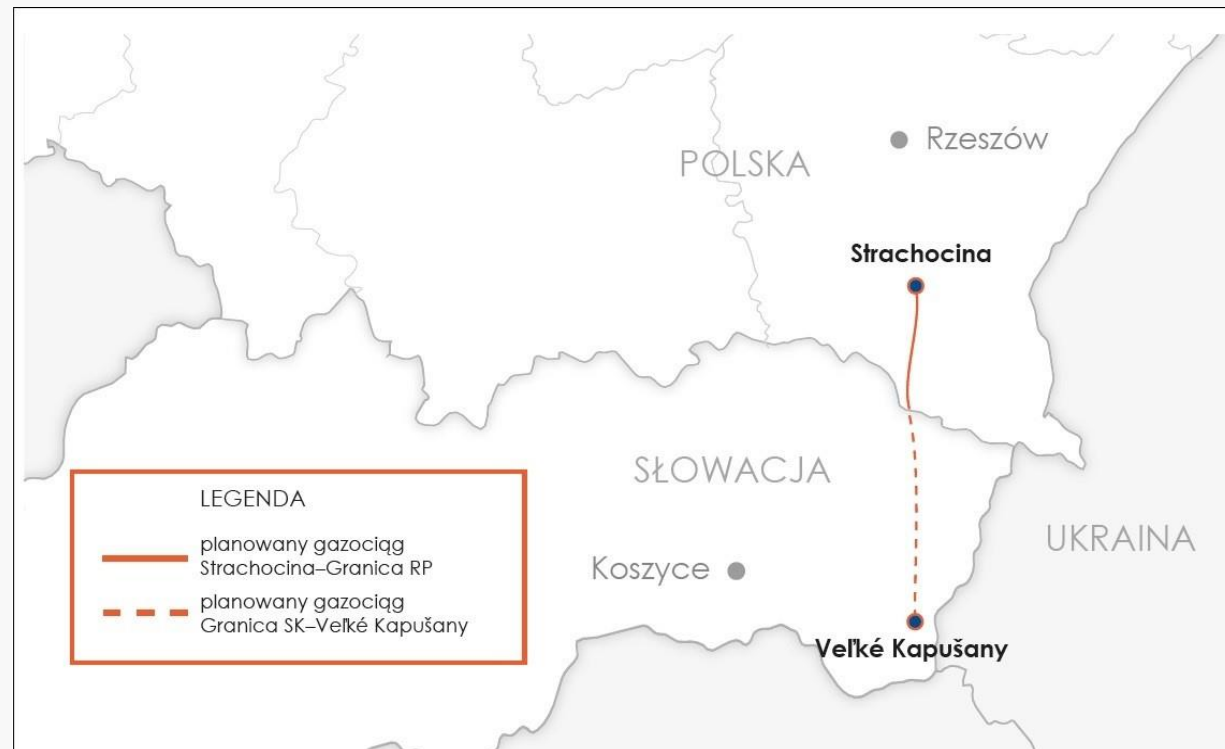 Rzeszów
POLSKA
Strachocina
SŁOWACJA
UKRAINA
Koszyce
Veľké Kapušany
LEGENDA
planowany gazociąg
Strachocina–Granica RP
planowany gazociąg
Granica SK–Veľké Kapušany